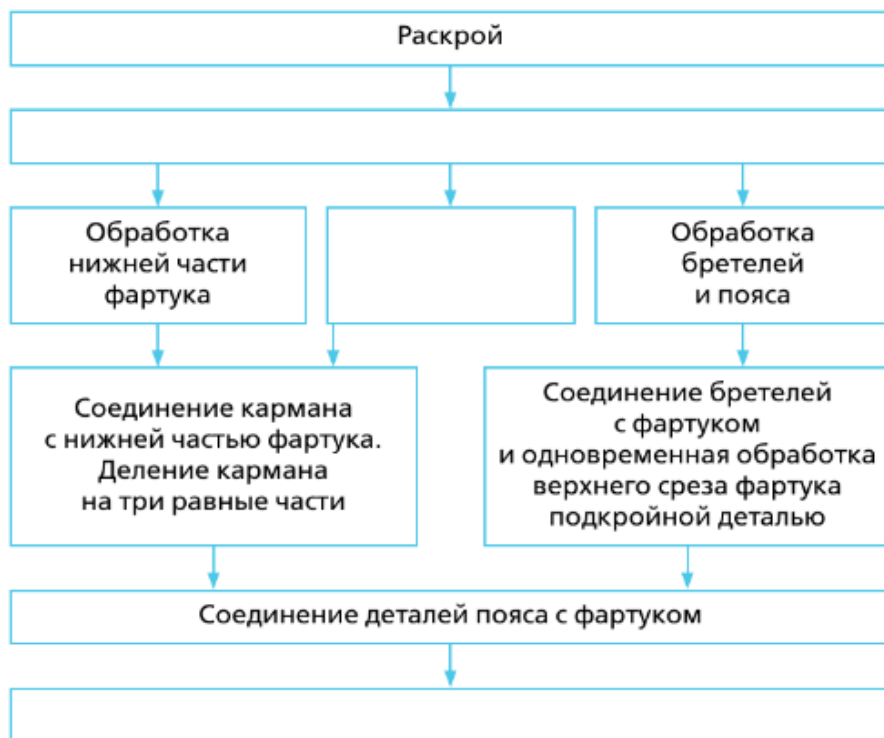 Раскрой
Обработка
нижней части
фартука
Обработка
бретелей
и пояса
Соединение кармана
с нижней частью фартука.
Деление кармана
на три равные части
Соединение бретелей
с фартуком
и одновременная обработка
верхнего среза фартука
подкройной деталью
Соединение деталей пояса с фартуком